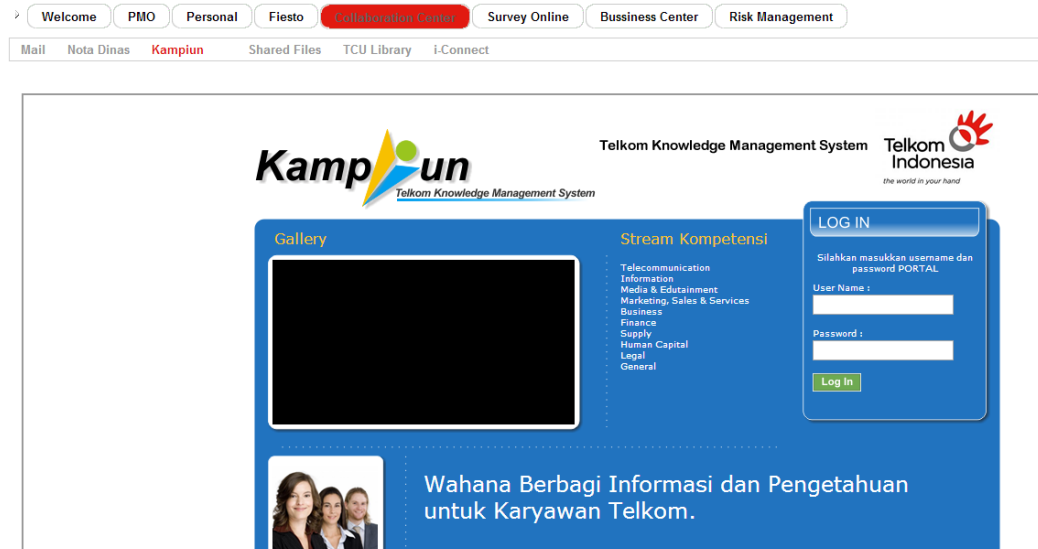 Welcome PMO Personal Fiesto Collaboration Center Survey Online Bussiness Center Risk Management
Mail Nota Dinas Kampiun Shared Files TCU Library i-Connect
Kampiun
Telkom Knowledge Management System
Telkom Knowledge Management System
Telkom
Indonesia
the world in your hand
Gallery
Stream Kompetensi
Telecommunication
Information
Media & Edutainment
Marketing, Sales & Services
Business
Finance
Supply
Human Capital
Legal
General
LOG IN
Silahkan masukkan username dan
password PORTAL
User Name :
Password :
Log In
Wahana Berbagi Informasi dan Pengetahuan
untuk Karyawan Telkom.